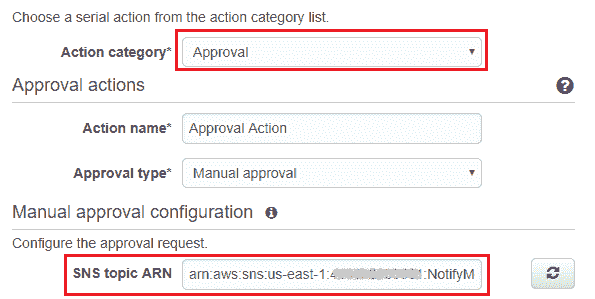 Choose a serial action from the action category list.
Action category* Approval
Approval actions
Action name* Approval Action
Approval type* Manual approval
Manual approval configuration
Configure the approval request.
SNS topic ARN arn:aws:sns:us-east-1: :NotifyM